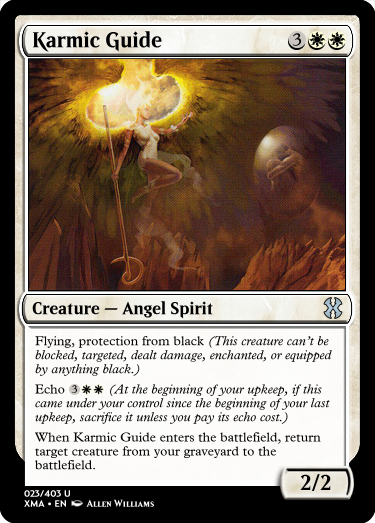 Karmic Guide 3
Creature — Angel Spirit
Flying, protection from black (This creature can't be
blocked, targeted, dealt damage, enchanted, or equipped
by anything black.)
Echo 3 (At the beginning of your upkeep, if this
came under your control since the beginning of your last
upkeep, sacrifice it unless you pay its echo cost.)
When Karmic Guide enters the battlefield, return
target creature from your graveyard to the
battlefield.
2/2
023/403 U
XMA • EN Allen Williams